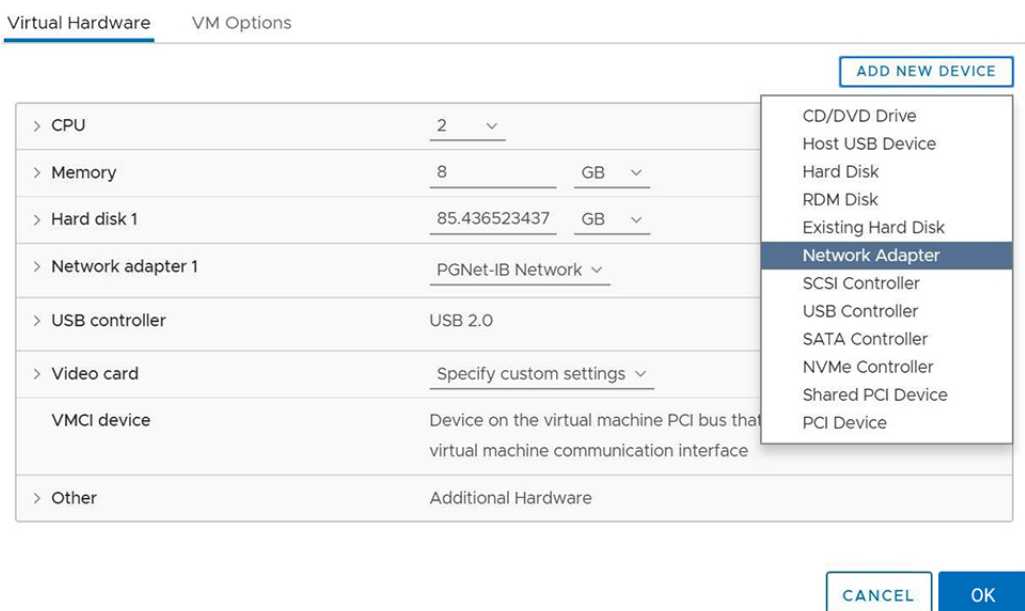 Virtual Hardware VM Options
ADD NEW DEVICE
CPU 2
Memory 8 GB
Hard disk 1 85.436523437 GB
Network adapter 1 PGNet-IB Network
USB controller USB 2.0
Video card Specify custom settings
VMCI device Device on the virtual machine PCI bus that
virtual machine communication interface
Other Additional Hardware
CD/DVD Drive
Host USB Device
Hard Disk
RDM Disk
Existing Hard Disk
Network Adapter
SCSI Controller
USB Controller
SATA Controller
NVMe Controller
Shared PCI Device
PCI Device
CANCEL OK